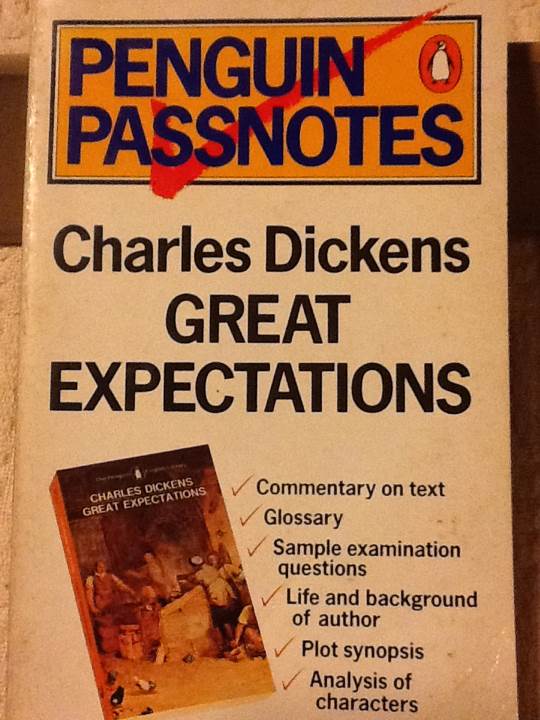 PENGUIN
PASSNOTES
Charles Dickens
GREAT
EXPECTATIONS
CHARLES DICKENS
GREAT EXPECTATIONS
Commentary on text
Glossary
Sample examination
questions
Life and background
of author
Plot synopsis
Analysis of
characters